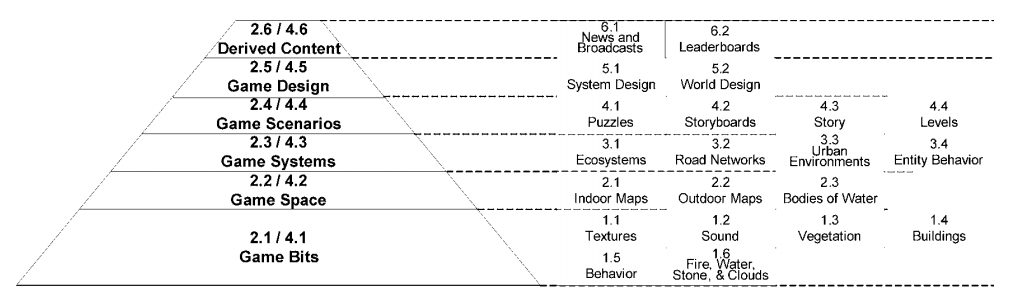 2.6 / 4.6
Derived Content
6.1
News and
Broadcasts
6.2
Leaderboards
2.5 / 4.5
Game Design
5.1
System Design
5.2
World Design
2.4 / 4.4
Game Scenarios
4.1
Puzzles
4.2
Storyboards
4.3
Story
4.4
Levels
2.3 / 4.3
Game Systems
3.1
Ecosystems
3.2
Road Networks
3.3
Urban
Environments
3.4
Entity Behavior
2.2 / 4.2
Game Space
2.1
Indoor Maps
2.2
Outdoor Maps
2.3
Bodies of Water
2.1 / 4.1
Game Bits
1.1
Textures
1.2
Sound
1.3
Vegetation
1.4
Buildings
1.5
Behavior
1.6
Fire, Water,
Stone, & Clouds